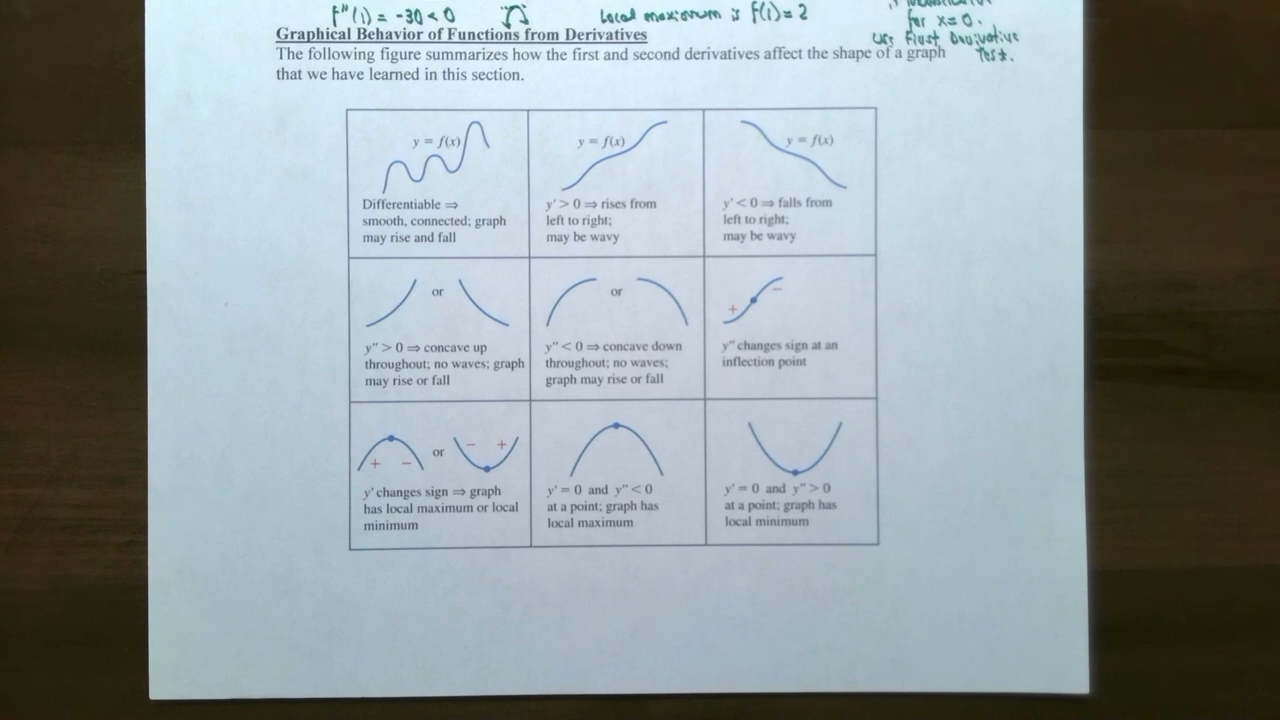 f"(1) = -30 < 0
Local maximum is f(1) = 2
is
for x=0.
Use First Derivative
Test.
Graphical Behavior of Functions from Derivatives
The following figure summarizes how the first and second derivatives affect the shape of a graph
that we have learned in this section.
y = f(x)
Differentiable ⇒
smooth, connected; graph
may rise and fall
y = f(x)
y' > 0 ⇒ rises from
left to right;
may be wavy
y = f(x)
y' < 0 ⇒ falls from
left to right;
may be wavy
or
y" > 0 ⇒ concave up
throughout; no waves; graph
may rise or fall
or
y" < 0 ⇒ concave down
throughout; no waves;
graph may rise or fall
+ −
y" changes sign at an
inflection point
+ − or − +
y' changes sign ⇒ graph
has local maximum or local
minimum
y' = 0 and y" < 0
at a point; graph has
local maximum
y' = 0 and y" > 0
at a point; graph has
local minimum